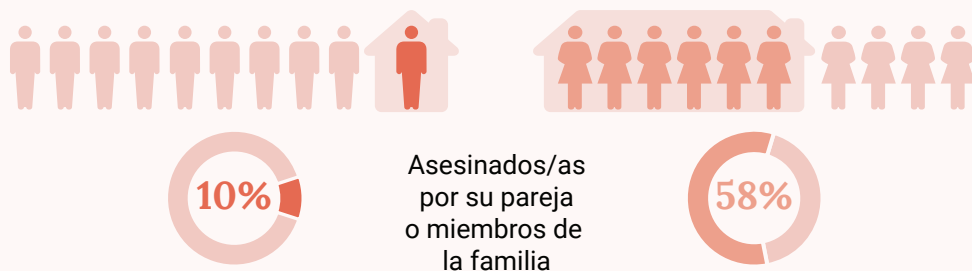 10%
Asesinados/as
por su pareja
o miembros de
la familia
58%